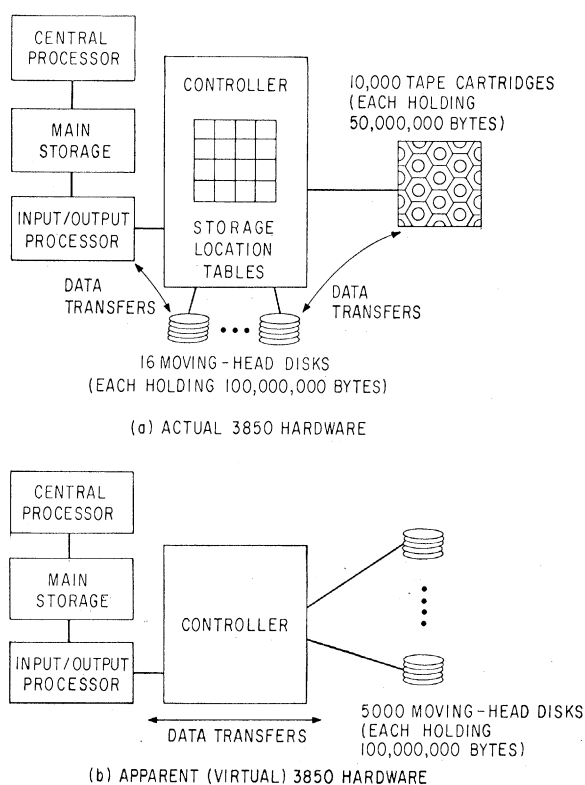 CENTRAL
PROCESSOR
MAIN
STORAGE
INPUT/OUTPUT
PROCESSOR
CONTROLLER
STORAGE
LOCATION
TABLES
10,000 TAPE CARTRIDGES
(EACH HOLDING
50,000,000 BYTES)
DATA
TRANSFERS
DATA
TRANSFERS
16 MOVING-HEAD DISKS
(EACH HOLDING 100,000,000 BYTES)
(a) ACTUAL 3850 HARDWARE
CENTRAL
PROCESSOR
MAIN
STORAGE
INPUT/OUTPUT
PROCESSOR
CONTROLLER
DATA TRANSFERS
5000 MOVING-HEAD DISKS
(EACH HOLDING
100,000,000 BYTES)
(b) APPARENT (VIRTUAL) 3850 HARDWARE